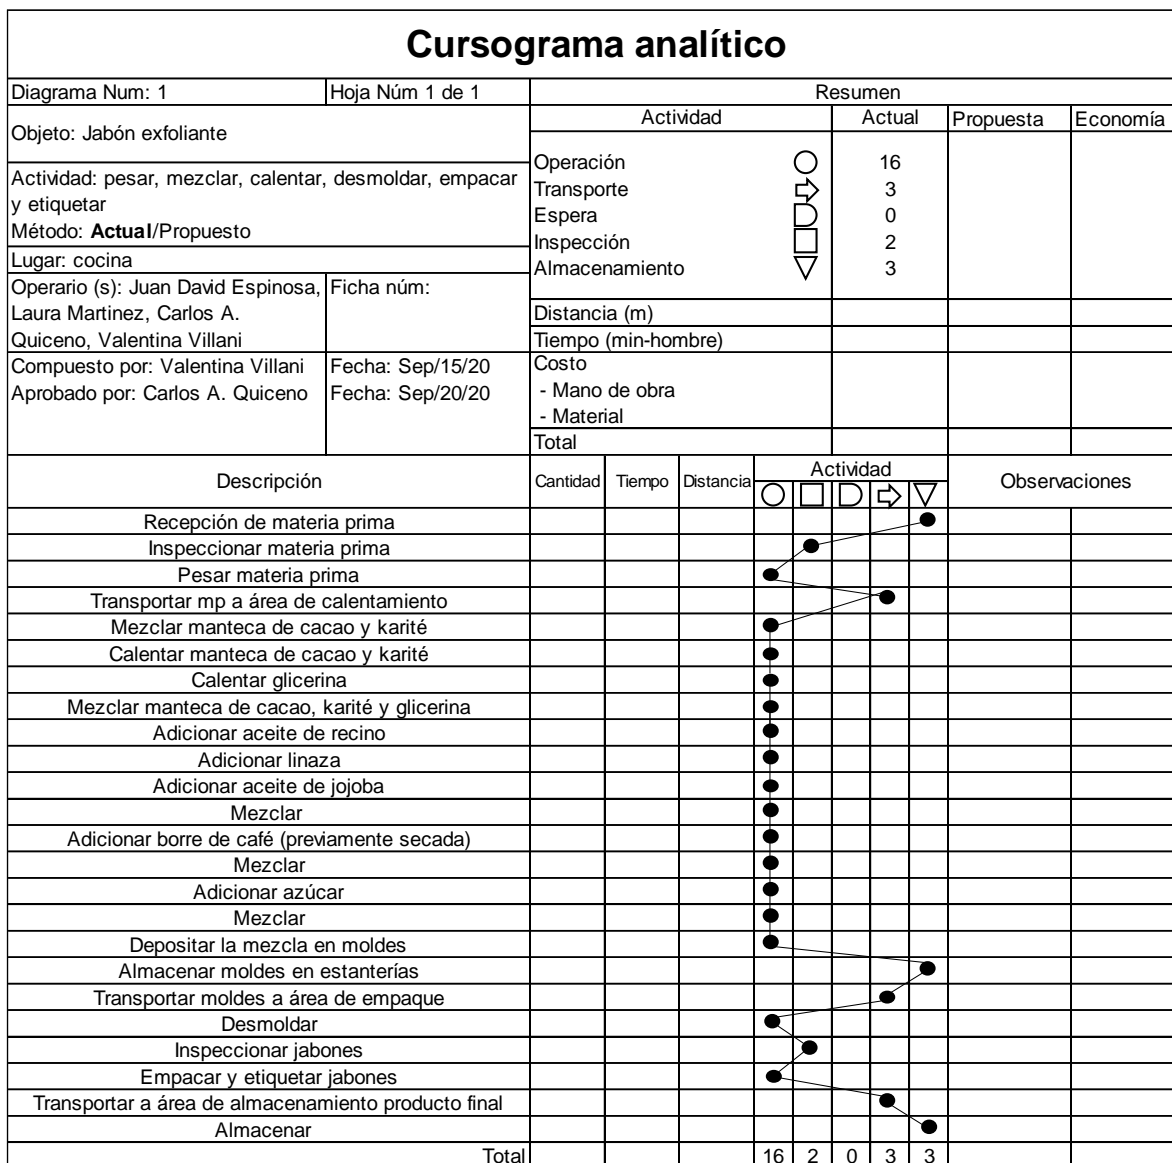 Cursograma analítico
Diagrama Num: 1
Hoja Núm 1 de 1
Resumen
Objeto: Jabón exfoliante
Actividad
Actual
Propuesta
Economía
Operación 16
Transporte 3
Espera 0
Inspección 2
Almacenamiento 3
Actividad: pesar, mezclar, calentar, desmoldar, empacar
y etiquetar
Método: Actual/Propuesto
Lugar: cocina
Operario (s): Juan David Espinosa,
Laura Martinez, Carlos A.
Quiceno, Valentina Villani
Ficha núm:
Distancia (m)
Tiempo (min-hombre)
Compuesto por: Valentina Villani
Fecha: Sep/15/20
Aprobado por: Carlos A. Quiceno
Fecha: Sep/20/20
Costo
- Mano de obra
- Material
Total
Descripción
Cantidad
Tiempo
Distancia
Actividad
Observaciones
Recepción de materia prima
Inspeccionar materia prima
Pesar materia prima
Transportar mp a área de calentamiento
Mezclar manteca de cacao y karité
Calentar manteca de cacao y karité
Calentar glicerina
Mezclar manteca de cacao, karité y glicerina
Adicionar aceite de recino
Adicionar linaza
Adicionar aceite de jojoba
Mezclar
Adicionar borre de café (previamente secada)
Mezclar
Adicionar azúcar
Mezclar
Depositar la mezcla en moldes
Almacenar moldes en estanterías
Transportar moldes a área de empaque
Desmoldar
Inspeccionar jabones
Empacar y etiquetar jabones
Transportar a área de almacenamiento producto final
Almacenar
Total 16 2 0 3 3